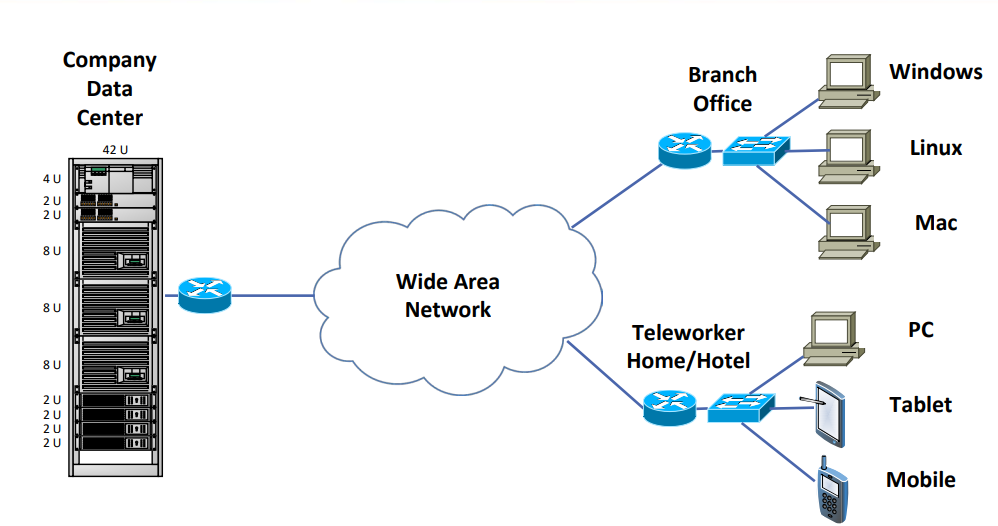 Company
Data
Center
42 U
4 U
2 U
2 U
8 U
8 U
8 U
2 U
2 U
2 U
2 U
Wide Area
Network
Branch
Office
Windows
Linux
Mac
Teleworker
Home/Hotel
PC
Tablet
Mobile